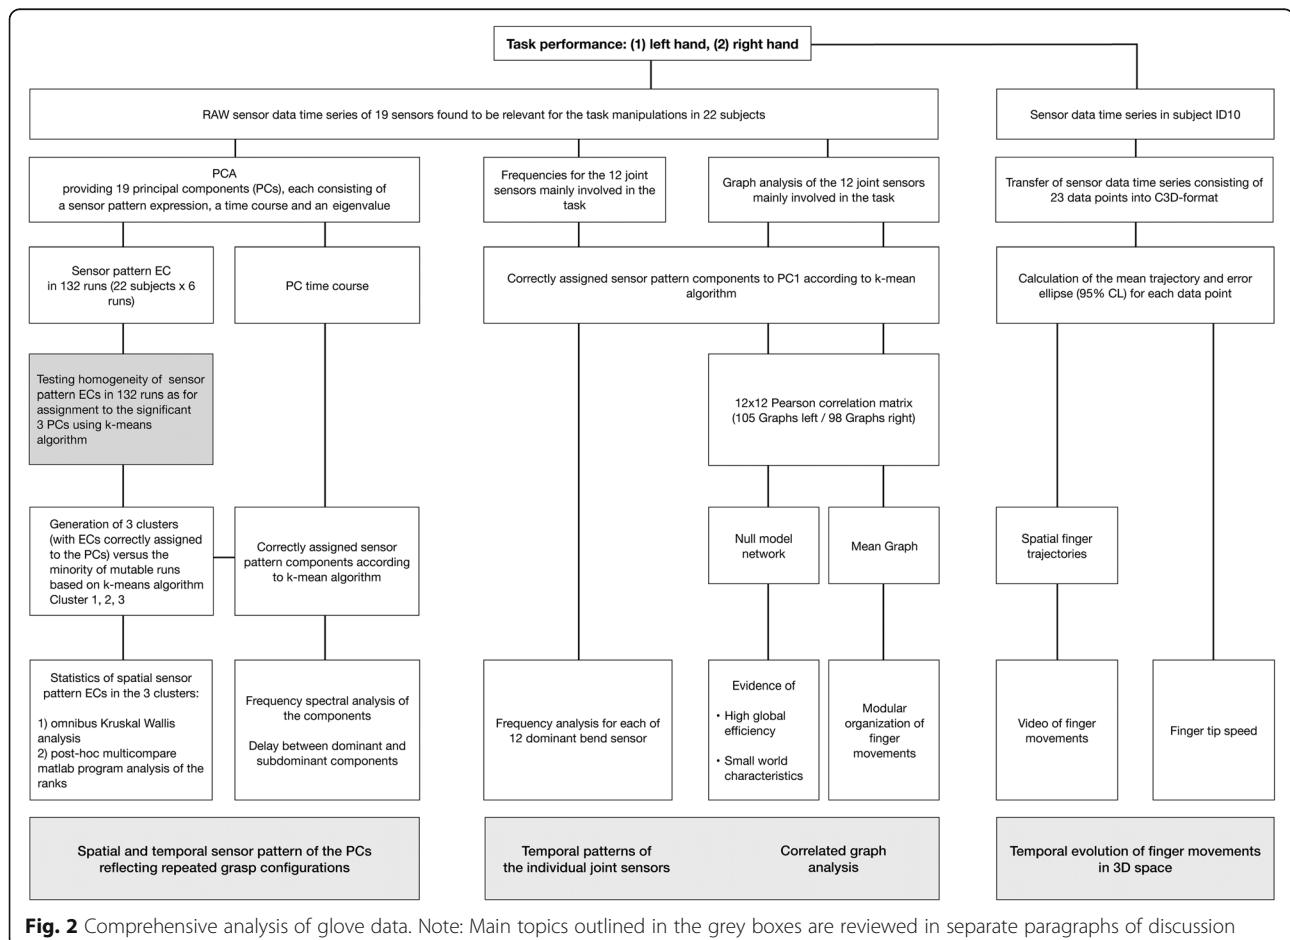 Task performance: (1) left hand, (2) right hand
RAW sensor data time series of 19 sensors found to be relevant for the task manipulations in 22 subjects
Sensor data time series in subject ID10
PCA
providing 19 principal components (PCs), each consisting of
a sensor pattern expression, a time course and an eigenvalue
Frequencies for the 12 joint
sensors mainly involved in the
task
Graph analysis of the 12 joint sensors
mainly involved in the task
Transfer of sensor data time series consisting of
23 data points into C3D-format
Sensor pattern EC
in 132 runs (22 subjects x 6
runs)
PC time course
Correctly assigned sensor pattern components to PC1 according to k-mean
algorithm
Calculation of the mean trajectory and error
ellipse (95% CL) for each data point
Testing homogeneity of sensor
pattern ECs in 132 runs as for
assignment to the significant
3 PCs using k-means
algorithm
12x12 Pearson correlation matrix
(105 Graphs left / 98 Graphs right)
Generation of 3 clusters
(with ECs correctly assigned
to the PCs) versus the
minority of mutable runs
based on k-means algorithm
Cluster 1, 2, 3
Correctly assigned sensor
pattern components according
to k-mean algorithm
Null model
network
Mean Graph
Spatial finger
trajectories
Statistics of spatial sensor
pattern ECs in the 3 clusters:
1) omnibus Kruskal Wallis
analysis
2) post-hoc multicompare
matlab program analysis of the
ranks
Frequency spectral analysis of
the components
Delay between dominant and
subdominant components
Frequency analysis for each of
12 dominant bend sensor
Evidence of
• High global
efficiency
• Small world
characteristics
Modular
organization of
finger
movements
Video of finger
movements
Finger tip speed
Spatial and temporal sensor pattern of the PCs
reflecting repeated grasp configurations
Temporal patterns of
the individual joint sensors
Correlated graph
analysis
Temporal evolution of finger movements
in 3D space
Fig. 2 Comprehensive analysis of glove data. Note: Main topics outlined in the grey boxes are reviewed in separate paragraphs of discussion